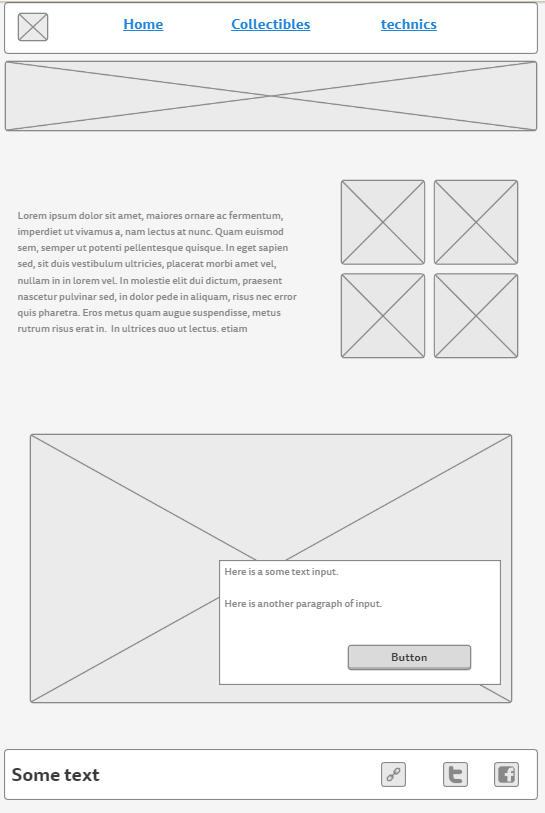 Home Collectibles technics
Lorem ipsum dolor sit amet, maiores ornare ac fermentum,
imperdiet ut vivamus a, nam lectus at nunc. Quam euismod
sem, semper ut potenti pellentesque quisque. In eget sapien
sed, sit duis vestibulum ultricies, placerat morbi amet vel,
nullam in in lorem vel. In molestie elit dui dictum, praesent
nascetur pulvinar sed, in dolor pede in aliquam, risus nec error
quis pharetra. Eros metus quam augue suspendisse, metus
rutrum risus erat in. In ultrices quo ut lectus. etiam
Here is a some text input.
Here is another paragraph of input.
Button
Some text